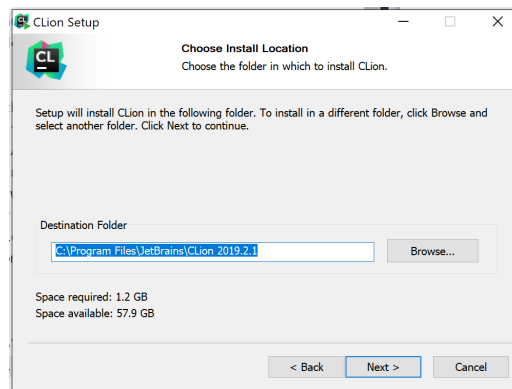 CLion Setup
CL
Choose Install Location
Choose the folder in which to install CLion.
Setup will install CLion in the following folder. To install in a different folder, click Browse and
select another folder. Click Next to continue.
Destination Folder
C:\Program Files\JetBrains\CLion 2019.2.1
Browse...
Space required: 1.2 GB
Space available: 57.9 GB
< Back
Next >
Cancel